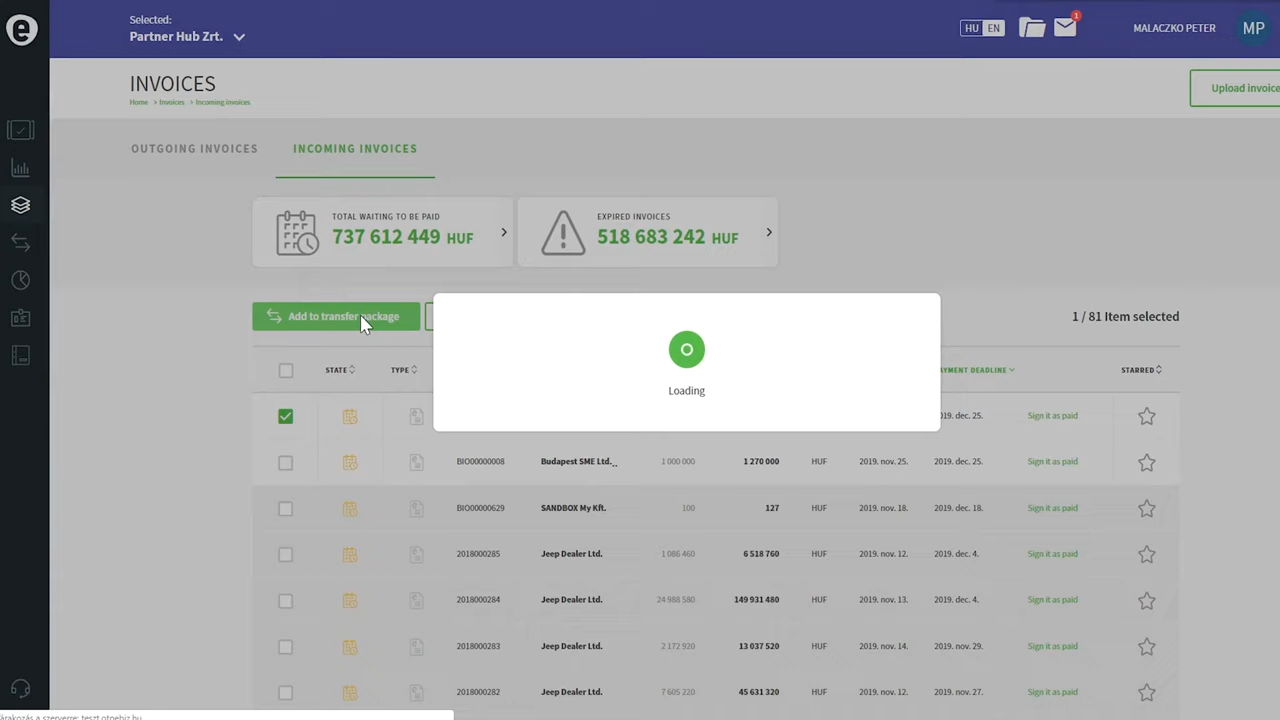 e
Selected:
Partner Hub Zrt.
HU EN
1
MALACZKO PETER
MP
INVOICES
Home > Invoices > Incoming invoices
Upload invoice
OUTGOING INVOICES
INCOMING INVOICES
TOTAL WAITING TO BE PAID
737 612 449 HUF
EXPIRED INVOICES
518 683 242 HUF
Add to transfer package
1 / 81 Item selected
Loading
STATE TYPE AYMENT DEADLINE STARRED
019. dec. 25. Sign it as paid
BIO00000008 Budapest SME Ltd. 1 000 000 1 270 000 HUF 2019. nov. 25. 2019. dec. 25. Sign it as paid
BIO00000629 SANDBOX My Kft. 100 127 HUF 2019. nov. 18. 2019. dec. 18. Sign it as paid
2018000285 Jeep Dealer Ltd. 1 086 460 6 518 760 HUF 2019. nov. 12. 2019. dec. 4. Sign it as paid
2018000284 Jeep Dealer Ltd. 24 988 580 149 931 480 HUF 2019. nov. 13. 2019. dec. 4. Sign it as paid
2018000283 Jeep Dealer Ltd. 2 172 920 13 037 520 HUF 2019. nov. 14. 2019. nov. 29. Sign it as paid
2018000282 Jeep Dealer Ltd. 7 605 220 45 631 320 HUF 2019. nov. 12. 2019. nov. 27. Sign it as paid
árakozás a szerverre: teszt.otpebiz.hu